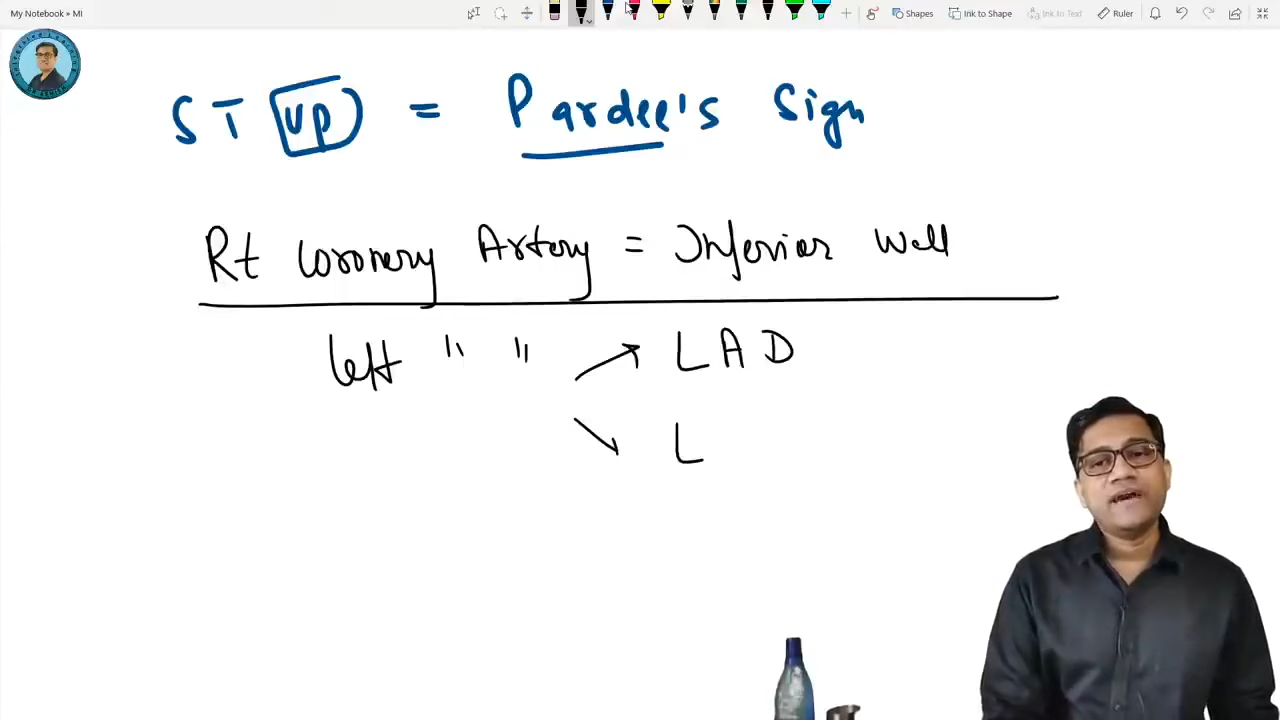 My Notebook » MI
Shapes Ink to Shape Ink to Text Ruler
ST up = Pardee's Sign
Rt Coronary Artery = Inferior Wall
left " " LAD
L